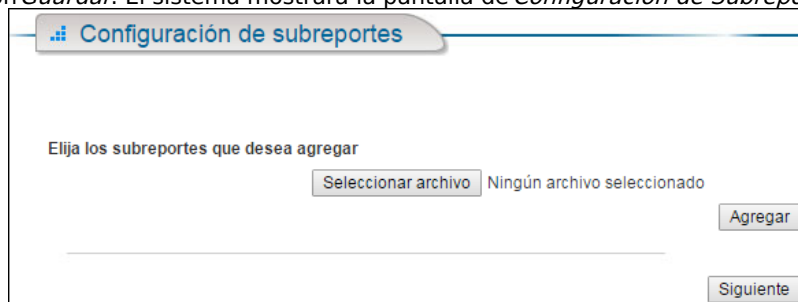 Guardar. El sistema mostrará la pantalla de Configuración de
Configuración de subreportes
Elija los subreportes que desea agregar
Seleccionar archivo Ningún archivo seleccionado
Agregar
Siguiente